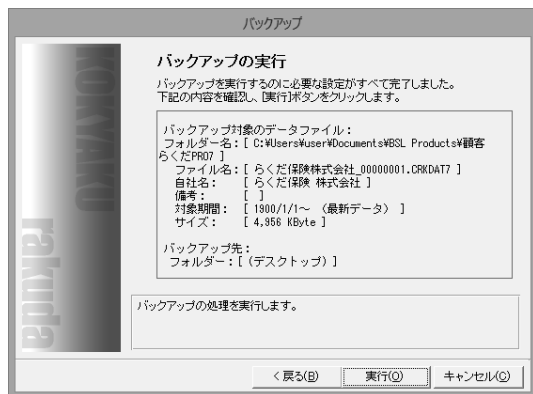 バックアップ
KOKYAKU
rakuda
バックアップの実行
バックアップを実行するのに必要な設定がすべて完了しました。
下記の内容を確認し、[実行]ボタンをクリックします。
バックアップ対象のデータファイル：
フォルダー名：[ C:¥Users¥user¥Documents¥BSL Products¥顧客
らくだPRO7 ]
ファイル名：[ らくだ保険株式会社_00000001.CRKDAT7 ]
自社名： [ らくだ保険 株式会社 ]
備考： [ ]
対象期間： [ 1900/1/1～ （最新データ） ]
サイズ： [ 4,956 KByte ]
バックアップ先：
フォルダー：[ (デスクトップ) ]
バックアップの処理を実行します。
< 戻る(B) 実行(O) キャンセル(C)